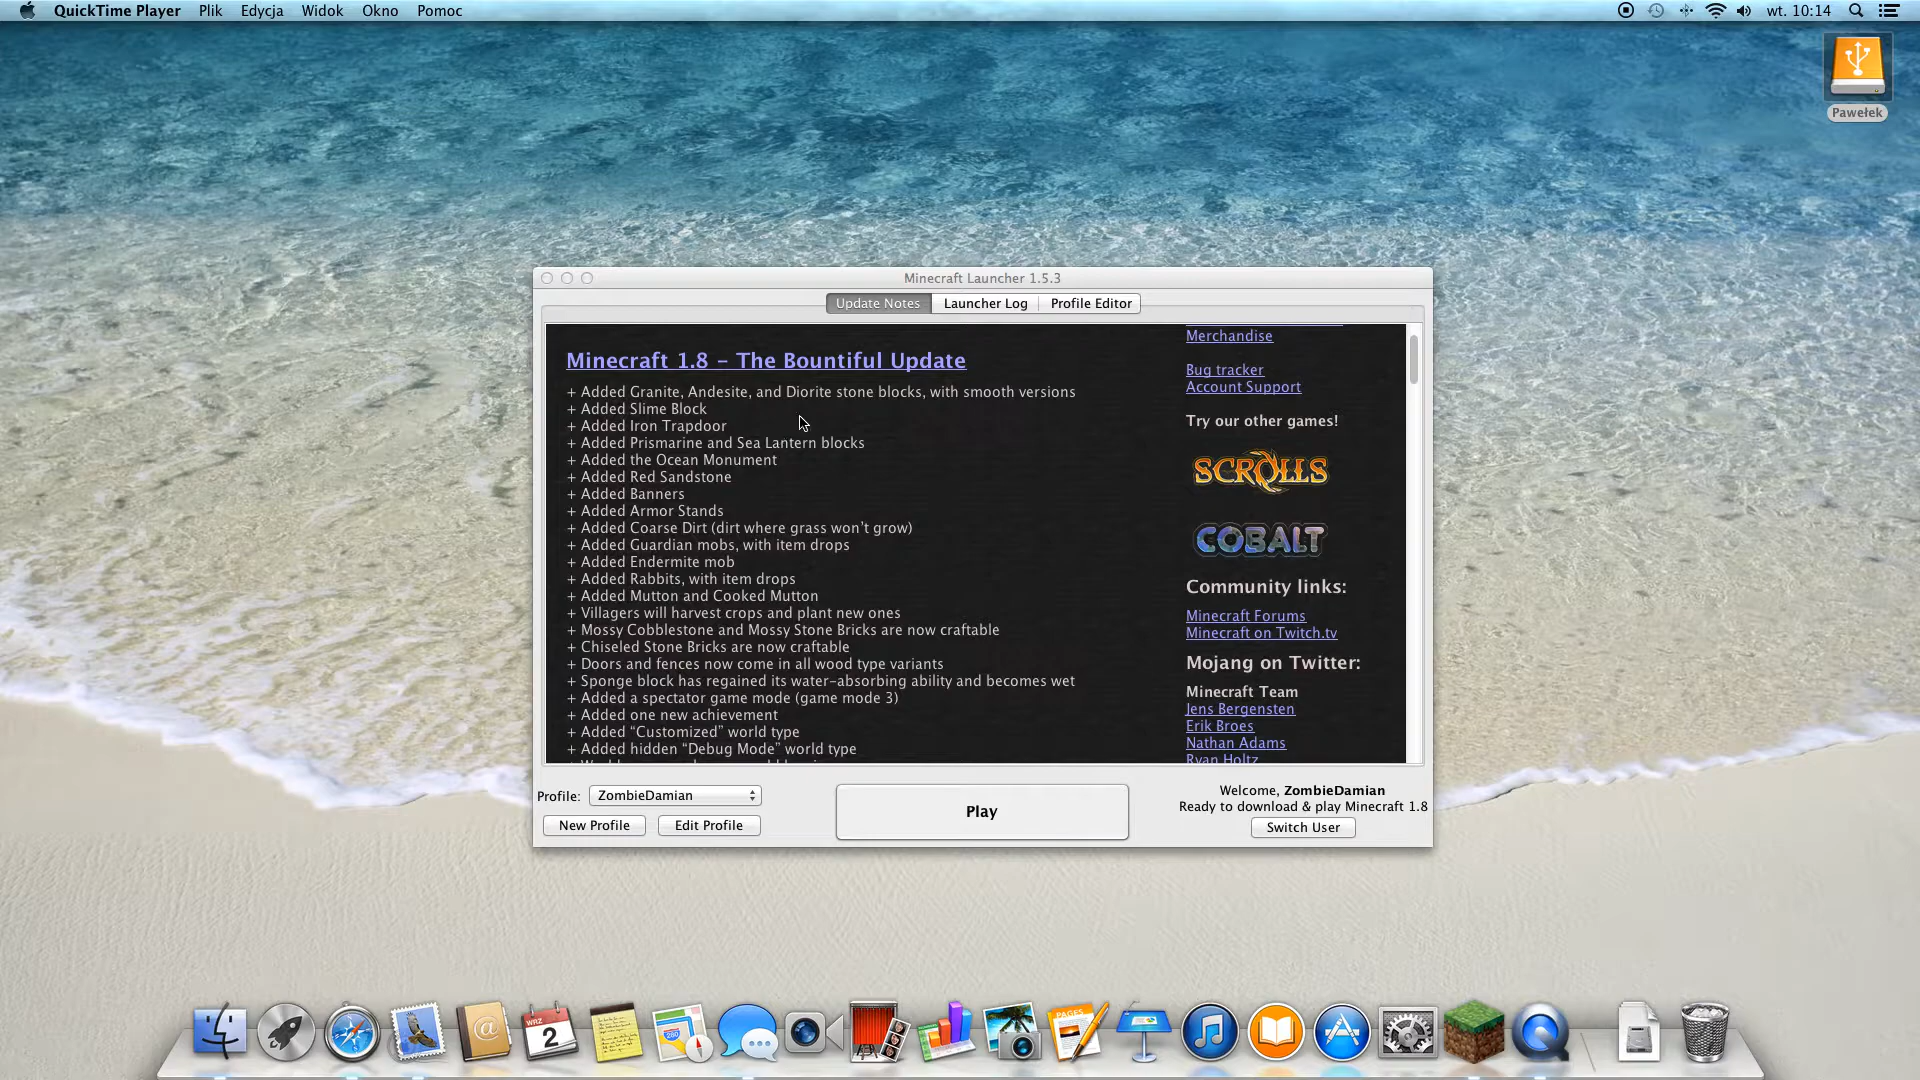 QuickTime Player Plik Edycja Widok Okno Pomoc wt. 10:14
Pawełek
Minecraft Launcher 1.5.3
Update Notes Launcher Log Profile Editor
Minecraft 1.8 – The Bountiful Update
+ Added Granite, Andesite, and Diorite stone blocks, with smooth versions
+ Added Slime Block
+ Added Iron Trapdoor
+ Added Prismarine and Sea Lantern blocks
+ Added the Ocean Monument
+ Added Red Sandstone
+ Added Banners
+ Added Armor Stands
+ Added Coarse Dirt (dirt where grass won’t grow)
+ Added Guardian mobs, with item drops
+ Added Endermite mob
+ Added Rabbits, with item drops
+ Added Mutton and Cooked Mutton
+ Villagers will harvest crops and plant new ones
+ Mossy Cobblestone and Mossy Stone Bricks are now craftable
+ Chiseled Stone Bricks are now craftable
+ Doors and fences now come in all wood type variants
+ Sponge block has regained its water-absorbing ability and becomes wet
+ Added a spectator game mode (game mode 3)
+ Added one new achievement
+ Added “Customized” world type
+ Added hidden “Debug Mode” world type
Merchandise
Bug tracker
Account Support
Try our other games!
SCROLLS
COBALT
Community links:
Minecraft Forums
Minecraft on Twitch.tv
Mojang on Twitter:
Minecraft Team
Jens Bergensten
Erik Broes
Nathan Adams
Ryan Holtz
Profile: ZombieDamian
New Profile Edit Profile
Play
Welcome, ZombieDamian
Ready to download & play Minecraft 1.8
Switch User
WRZ
2
PAGES